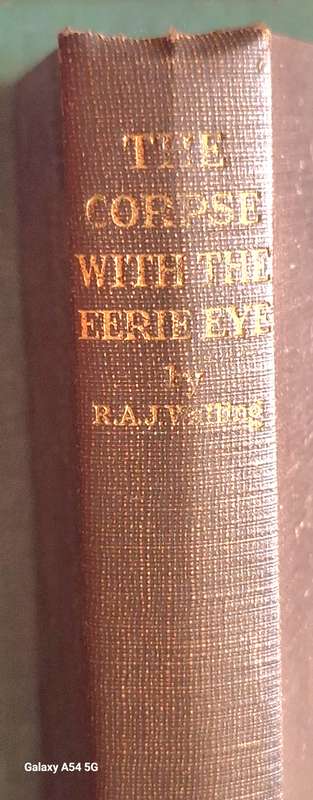 THE
CORPSE
WITH THE
EERIE EYE
by
R.A.J. Walling
Galaxy A54 5G